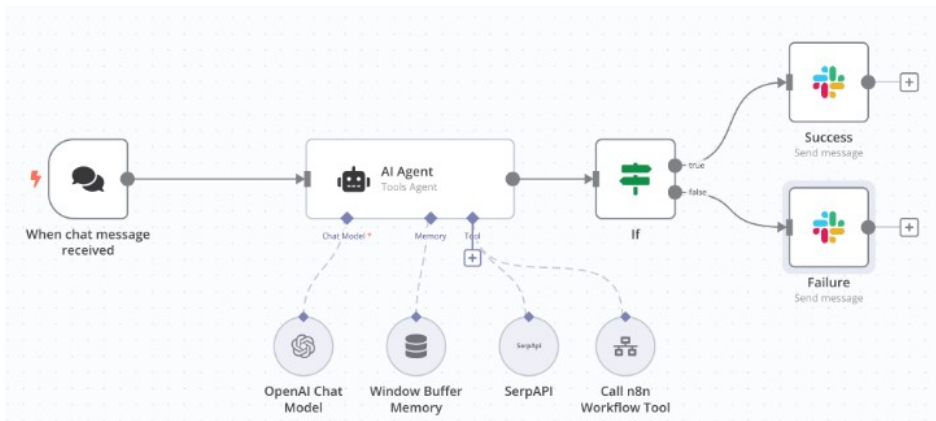 When chat message
received
AI Agent
Tools Agent
Chat Model *
Memory
Tool
If
true
false
Success
Send message
Failure
Send message
OpenAI Chat
Model
Window Buffer
Memory
SerpApi
SerpAPI
Call n8n
Workflow Tool